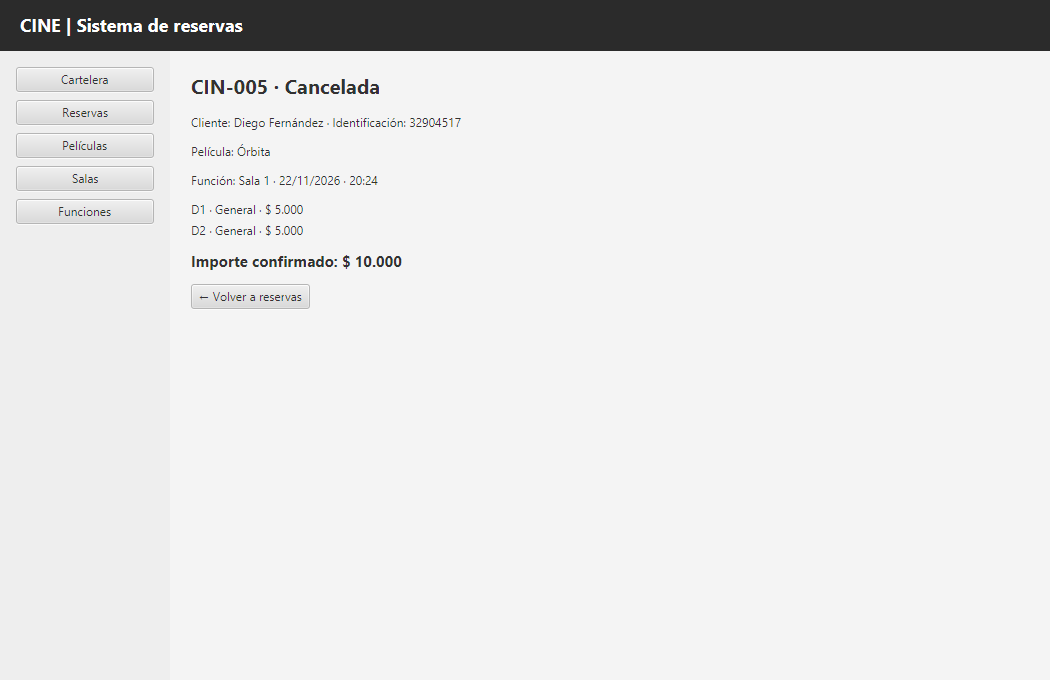 CINE | Sistema de reservas
Cartelera
Reservas
Películas
Salas
Funciones
CIN-005 · Cancelada
Cliente: Diego Fernández · Identificación: 32904517
Película: Órbita
Función: Sala 1 · 22/11/2026 · 20:24
D1 · General · $ 5.000
D2 · General · $ 5.000
Importe confirmado: $ 10.000
← Volver a reservas